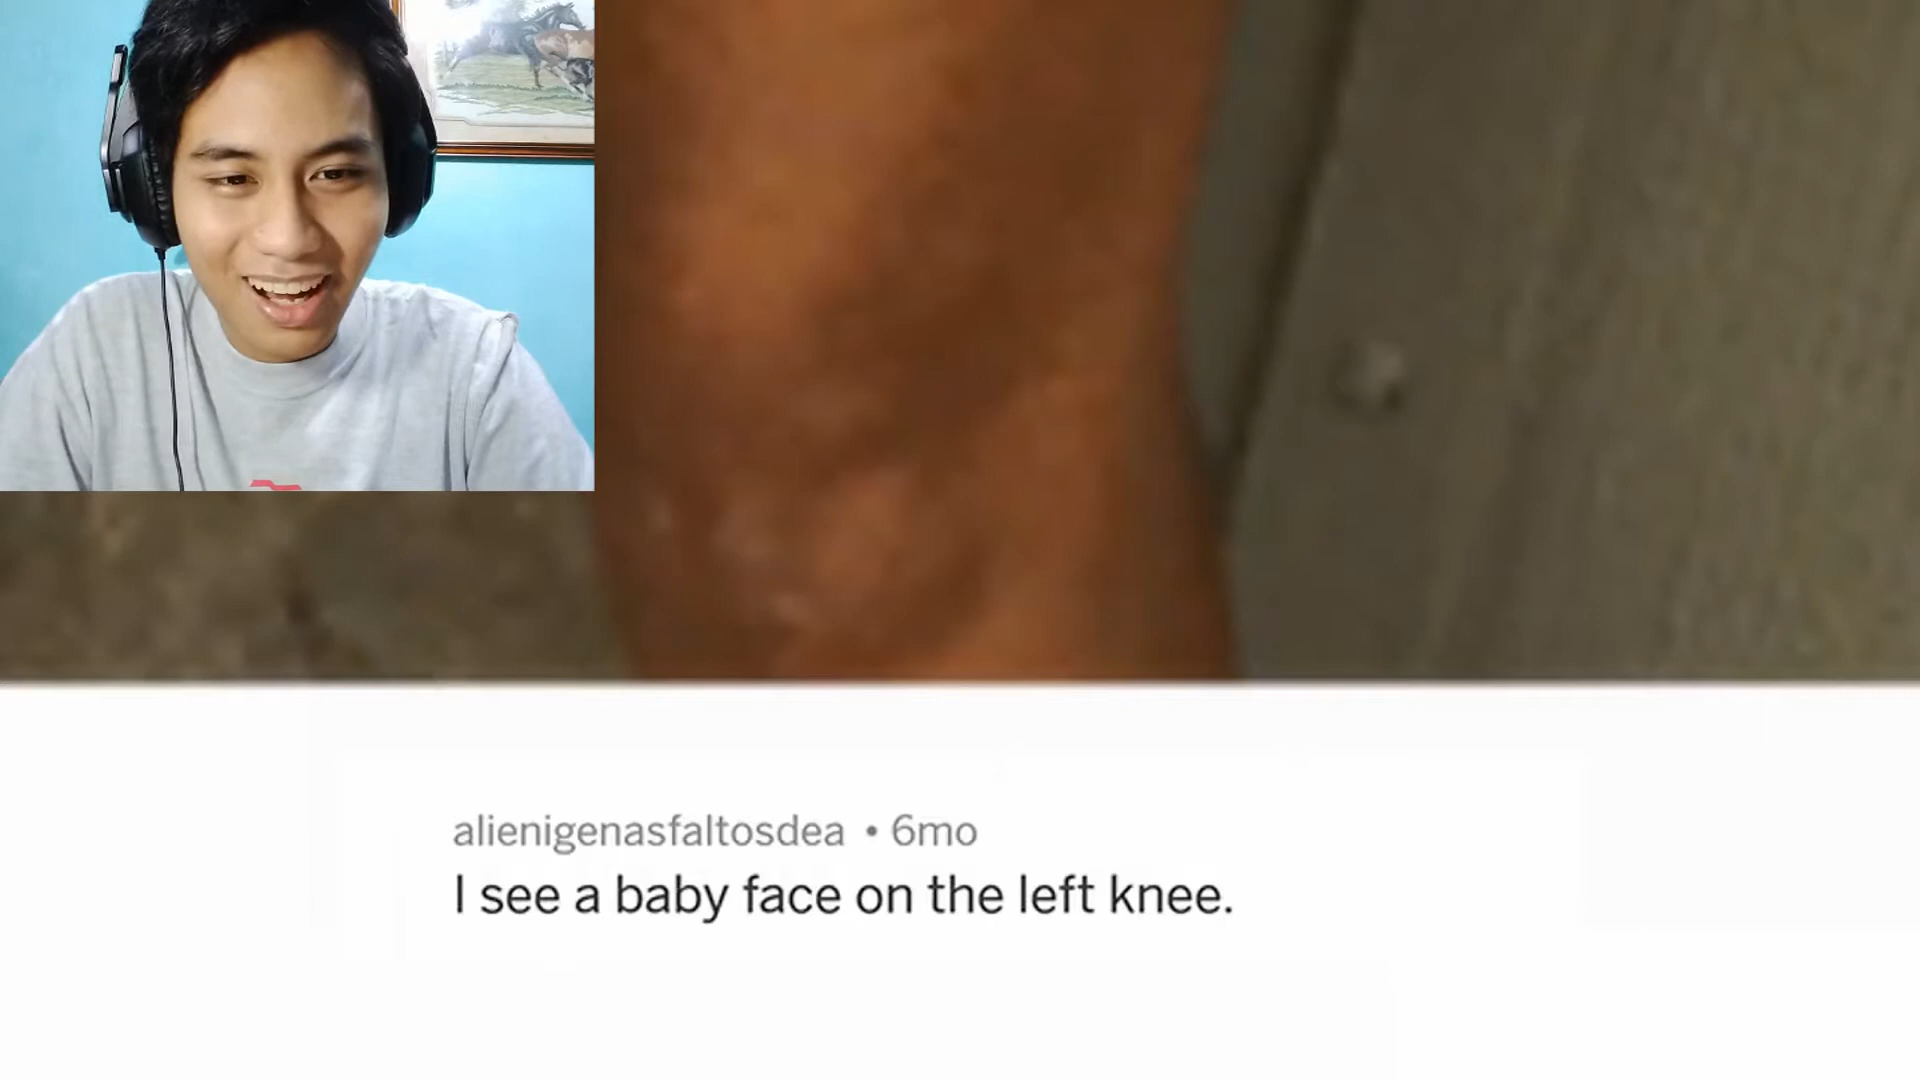 alienigenasfaltosdea • 6mo
I see a baby face on the left knee.